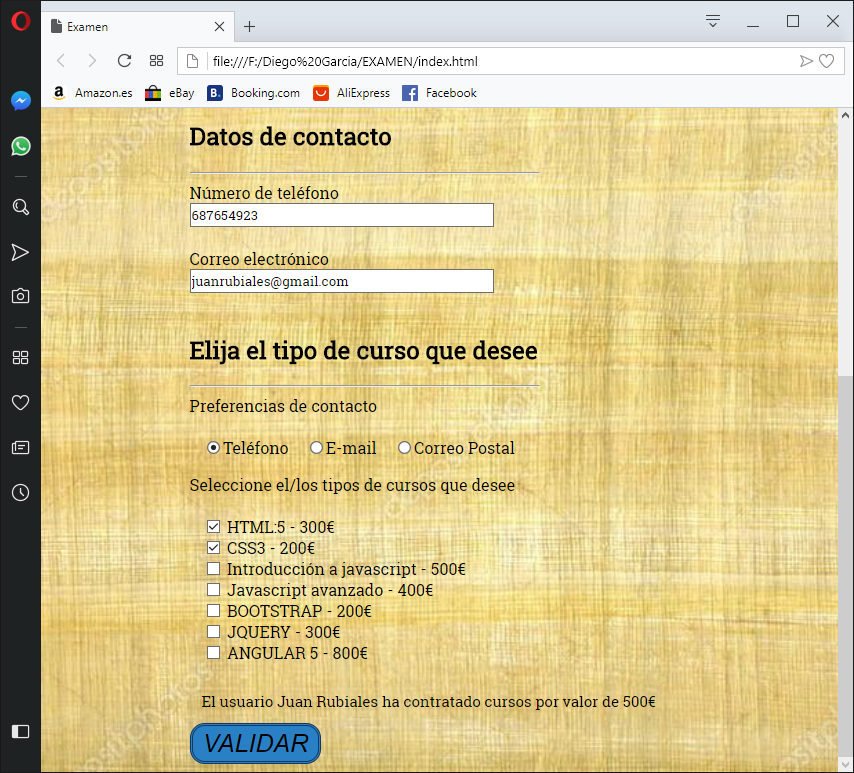 Examen
file:///F:/Diego%20Garcia/EXAMEN/index.html
Amazon.es eBay Booking.com AliExpress Facebook
Datos de contacto
Número de teléfono
687654923
Correo electrónico
juanrubiales@gmail.com
Elija el tipo de curso que desee
Preferencias de contacto
Teléfono E-mail Correo Postal
Seleccione el/los tipos de cursos que desee
HTML:5 - 300€
CSS3 - 200€
Introducción a javascript - 500€
Javascript avanzado - 400€
BOOTSTRAP - 200€
JQUERY - 300€
ANGULAR 5 - 800€
El usuario Juan Rubiales ha contratado cursos por valor de 500€
VALIDAR